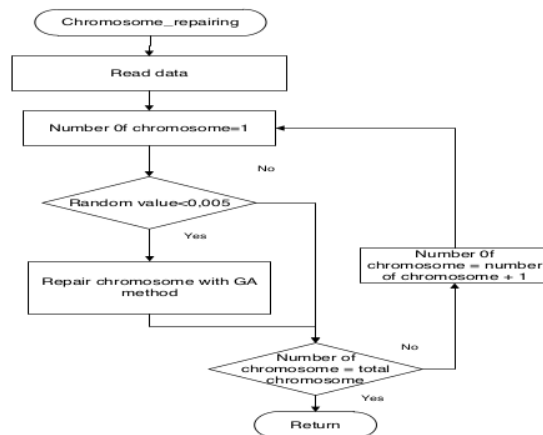 Chromosome_repairing
Read data
Number 0f chromosome=1
No
Random value<0,005
Yes
Repair chromosome with GA
method
Number 0f
chromosome = number
of chromosome + 1
No
Number of
chromosome = total
chromosome
Yes
Return